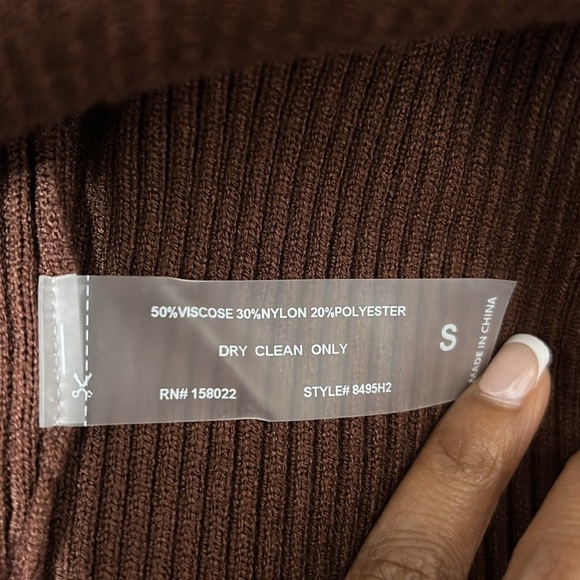 50%VISCOSE 30%NYLON 20%POLYESTER
DRY CLEAN ONLY
RN# 158022 STYLE# 8495H2
S
MADE IN CHINA